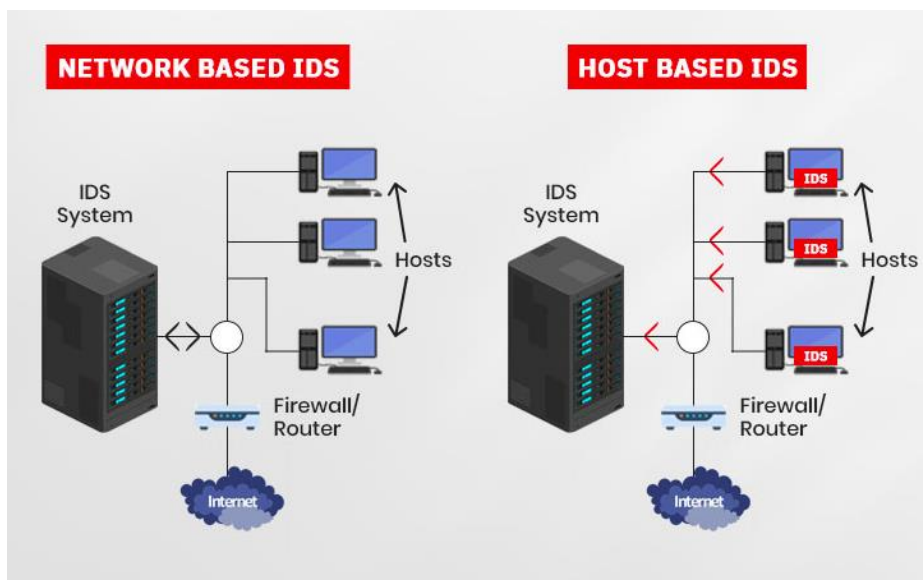 NETWORK BASED IDS
IDS
System
Hosts
Firewall/
Router
Internet
HOST BASED IDS
IDS
System
IDS
IDS
Hosts
IDS
Firewall/
Router
Internet